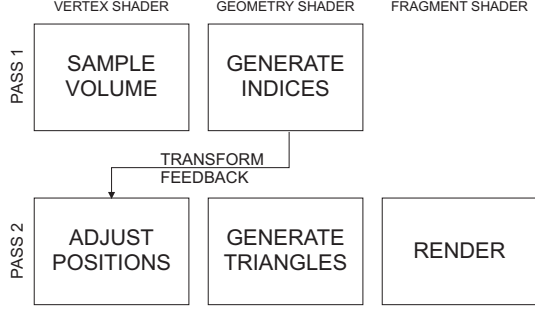 VERTEX SHADER
GEOMETRY SHADER
FRAGMENT SHADER
PASS 1
SAMPLE
VOLUME
GENERATE
INDICES
TRANSFORM
FEEDBACK
PASS 2
ADJUST
POSITIONS
GENERATE
TRIANGLES
RENDER